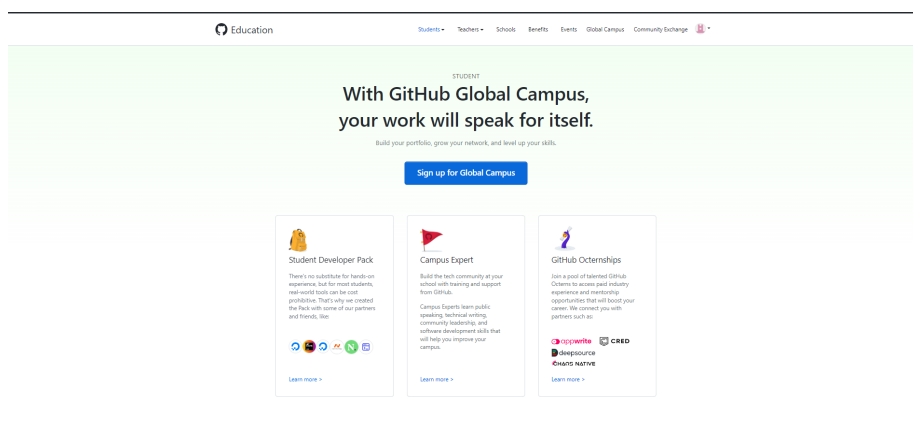 Education
Students Teachers Schools Benefits Events Global Campus Community Exchange
STUDENT
With GitHub Global Campus,
your work will speak for itself.
Build your portfolio, grow your network, and level up your skills.
Sign up for Global Campus
Student Developer Pack
There's no substitute for hands-on
experience, but for most students,
real-world tools can be cost
prohibitive. That's why we created
the Pack with some of our partners
and friends, like:
Learn more >
Campus Expert
Build the tech community at your
school with training and support
from GitHub.
Campus Experts learn public
speaking, technical writing,
community leadership, and
software development skills that
will help you improve your
campus.
Learn more >
GitHub Octernships
Join a pool of talented GitHub
Octerns to access paid industry
experience and mentorship
opportunities that will boost your
career. We connect you with
partners such as:
appwrite CRED
deepsource
CHAOS NATIVE
Learn more >